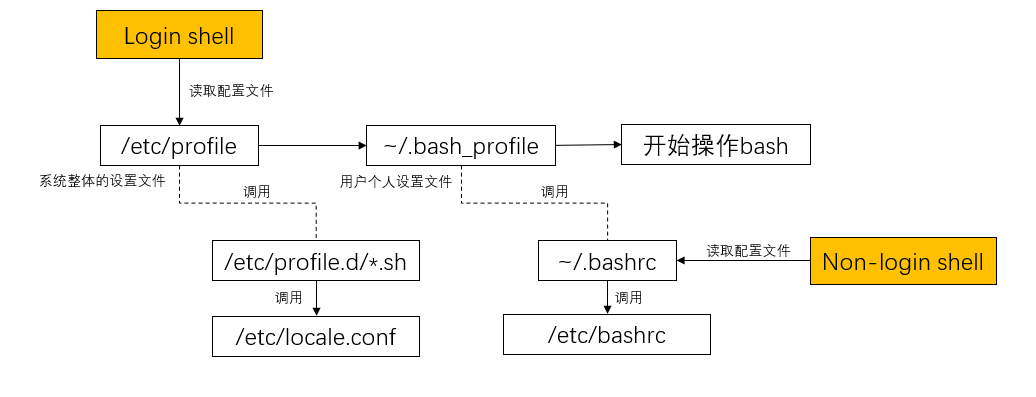 Login shell
读取配置文件
/etc/profile
~/.bash_profile
开始操作bash
系统整体的设置文件
用户个人设置文件
调用
调用
/etc/profile.d/*.sh
~/.bashrc
读取配置文件
Non-login shell
调用
调用
/etc/locale.conf
/etc/bashrc